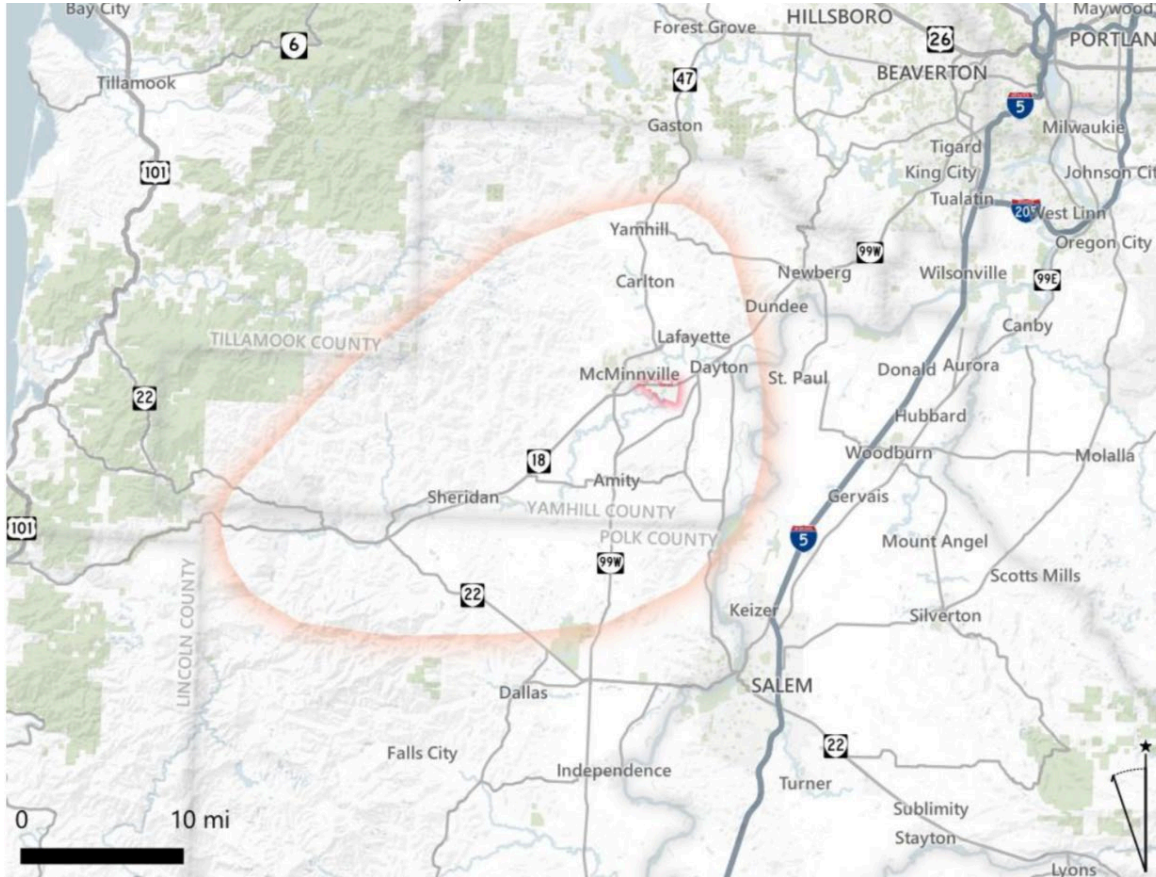 Bay City
HILLSBORO
Maywood
Forest Grove
26
PORTLAN
6
Tillamook
47
BEAVERTON
5
Gaston
Milwaukie
Tigard
101
King City
Johnson Cit
Tualatin
205
West Linn
Yamhill
Oregon City
99W
Carlton
Newberg
Wilsonville
99E
Dundee
Canby
TILLAMOOK COUNTY
Lafayette
McMinnville
Dayton
St. Paul
Donald
Aurora
22
Hubbard
18
Woodburn
Molalla
Amity
Sheridan
Gervais
YAMHILL COUNTY
101
POLK COUNTY
5
Mount Angel
99W
Scotts Mills
22
Keizer
Silverton
LINCOLN COUNTY
Dallas
SALEM
Falls City
22
Independence
Turner
0 10 mi
Sublimity
Stayton
Lyons